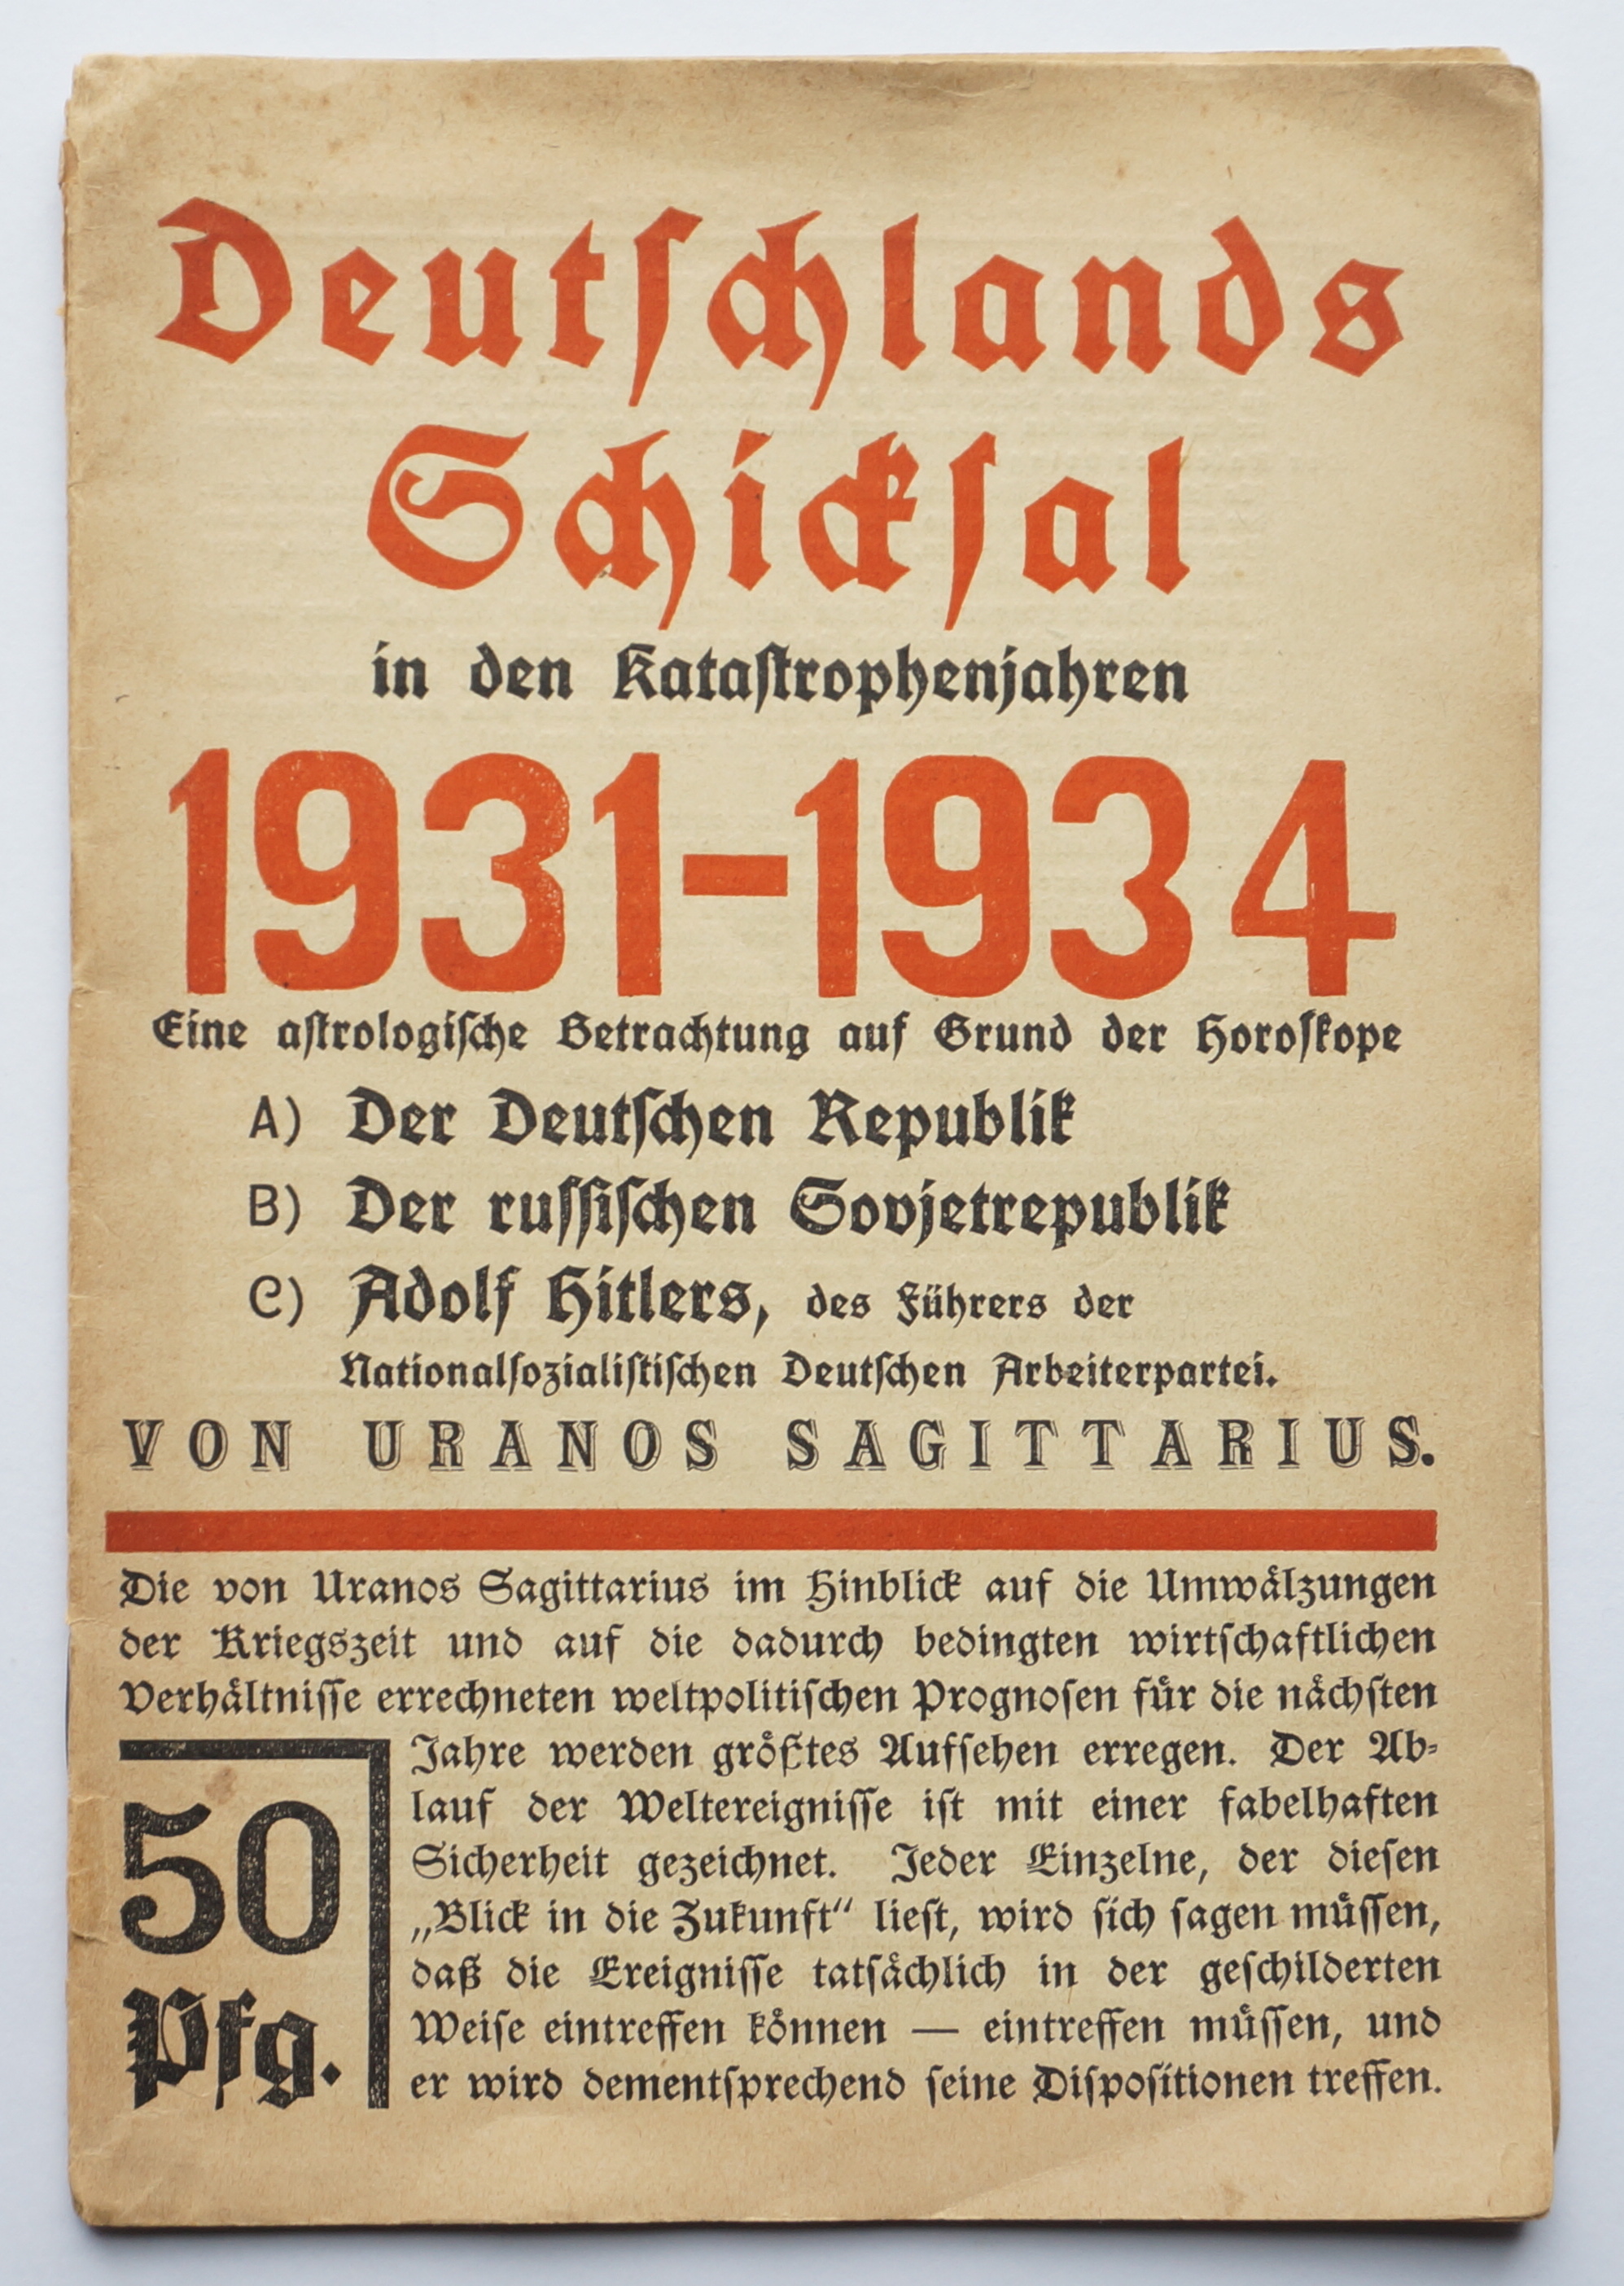 Deutſchlands
Schickſal
in den Kataſtrophenjahren
1931-1934
Eine aſtrologiſche Betrachtung auf Grund der Horoſkope
A) Der Deutſchen Republik
B) Der ruſſiſchen Sovjetrepublik
C) Adolf Hitlers, des Führers der
Nationalſozialiſtiſchen Deutſchen Arbeiterpartei.
VON URANOS SAGITTARIUS.
Die von Uranos Sagittarius im Hinblick auf die Umwälzungen
der Kriegszeit und auf die dadurch bedingten wirtſchaftlichen
Verhältniſſe errechneten weltpolitiſchen Prognoſen für die nächſten
Jahre werden größtes Aufſehen erregen. Der Ab-
lauf der Weltereigniſſe iſt mit einer fabelhaften
Sicherheit gezeichnet. Jeder Einzelne, der dieſen
„Blick in die Zukunft“ lieſt, wird ſich ſagen müſſen,
daß die Ereigniſſe tatſächlich in der geſchilderten
Weiſe eintreffen können — eintreffen müſſen, und
er wird dementſprechend ſeine Diſpoſitionen treffen.
50
Pfg.